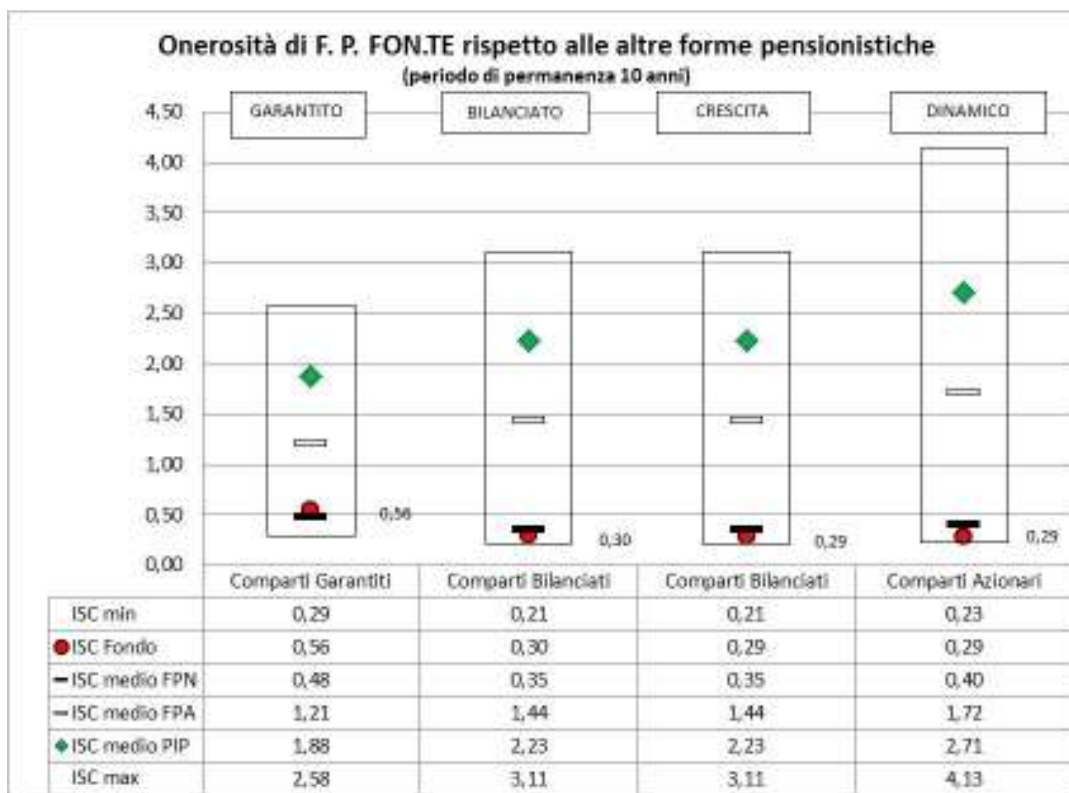 Onerosità di F. P. FON.TE rispetto alle altre forme pensionistiche
(periodo di permanenza 10 anni)
GARANTITO BILANCIATO CRESCITA DINAMICO
4,50
4,00
3,50
3,00
2,50
2,00
1,50
1,00
0,50
0,00
0,56 0,30 0,29 0,29
Comparti Garantiti Comparti Bilanciati Comparti Bilanciati Comparti Azionari
ISC min 0,29 0,21 0,21 0,23
ISC Fondo 0,56 0,30 0,29 0,29
ISC medio FPN 0,48 0,35 0,35 0,40
ISC medio FPA 1,21 1,44 1,44 1,72
ISC medio PIP 1,88 2,23 2,23 2,71
ISC max 2,58 3,11 3,11 4,13